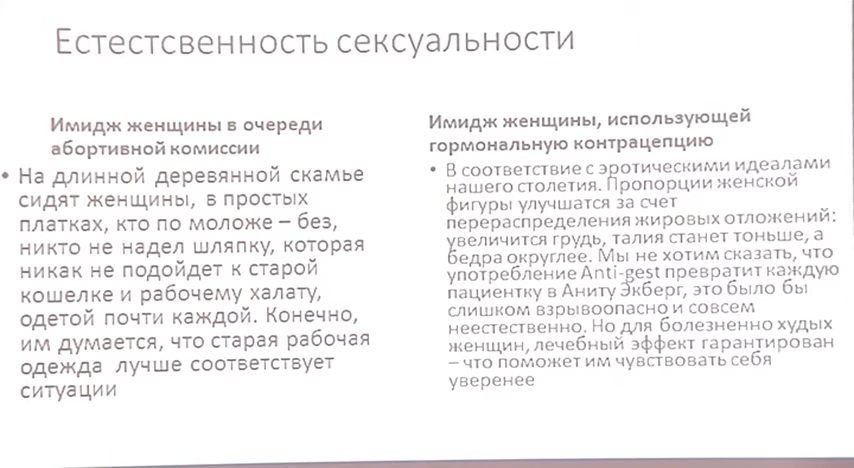 Естестсвенность сексуальности
Имидж женщины в очереди
абортивной комиссии
• На длинной деревянной скамье
сидят женщины, в простых
платках, кто по моложе – без,
никто не надел шляпку, которая
никак не подойдет к старой
кошелке и рабочему халату,
одетой почти каждой. Конечно,
им думается, что старая рабочая
одежда лучше соответствует
ситуации
Имидж женщины, использующей
гормональную контрацепцию
• В соответствие с эротическими идеалами
нашего столетия. Пропорции женской
фигуры улучшатся за счет
перераспределения жировых отложений:
увеличится грудь, талия станет тоньше, а
бедра округлее. Мы не хотим сказать, что
употребление Anti-gest превратит каждую
пациентку в Аниту Экберг, это было бы
слишком взрывоопасно и совсем
неестественно. Но для болезненно худых
женщин, лечебный эффект гарантирован
– что поможет им чувствовать себя
уверенее